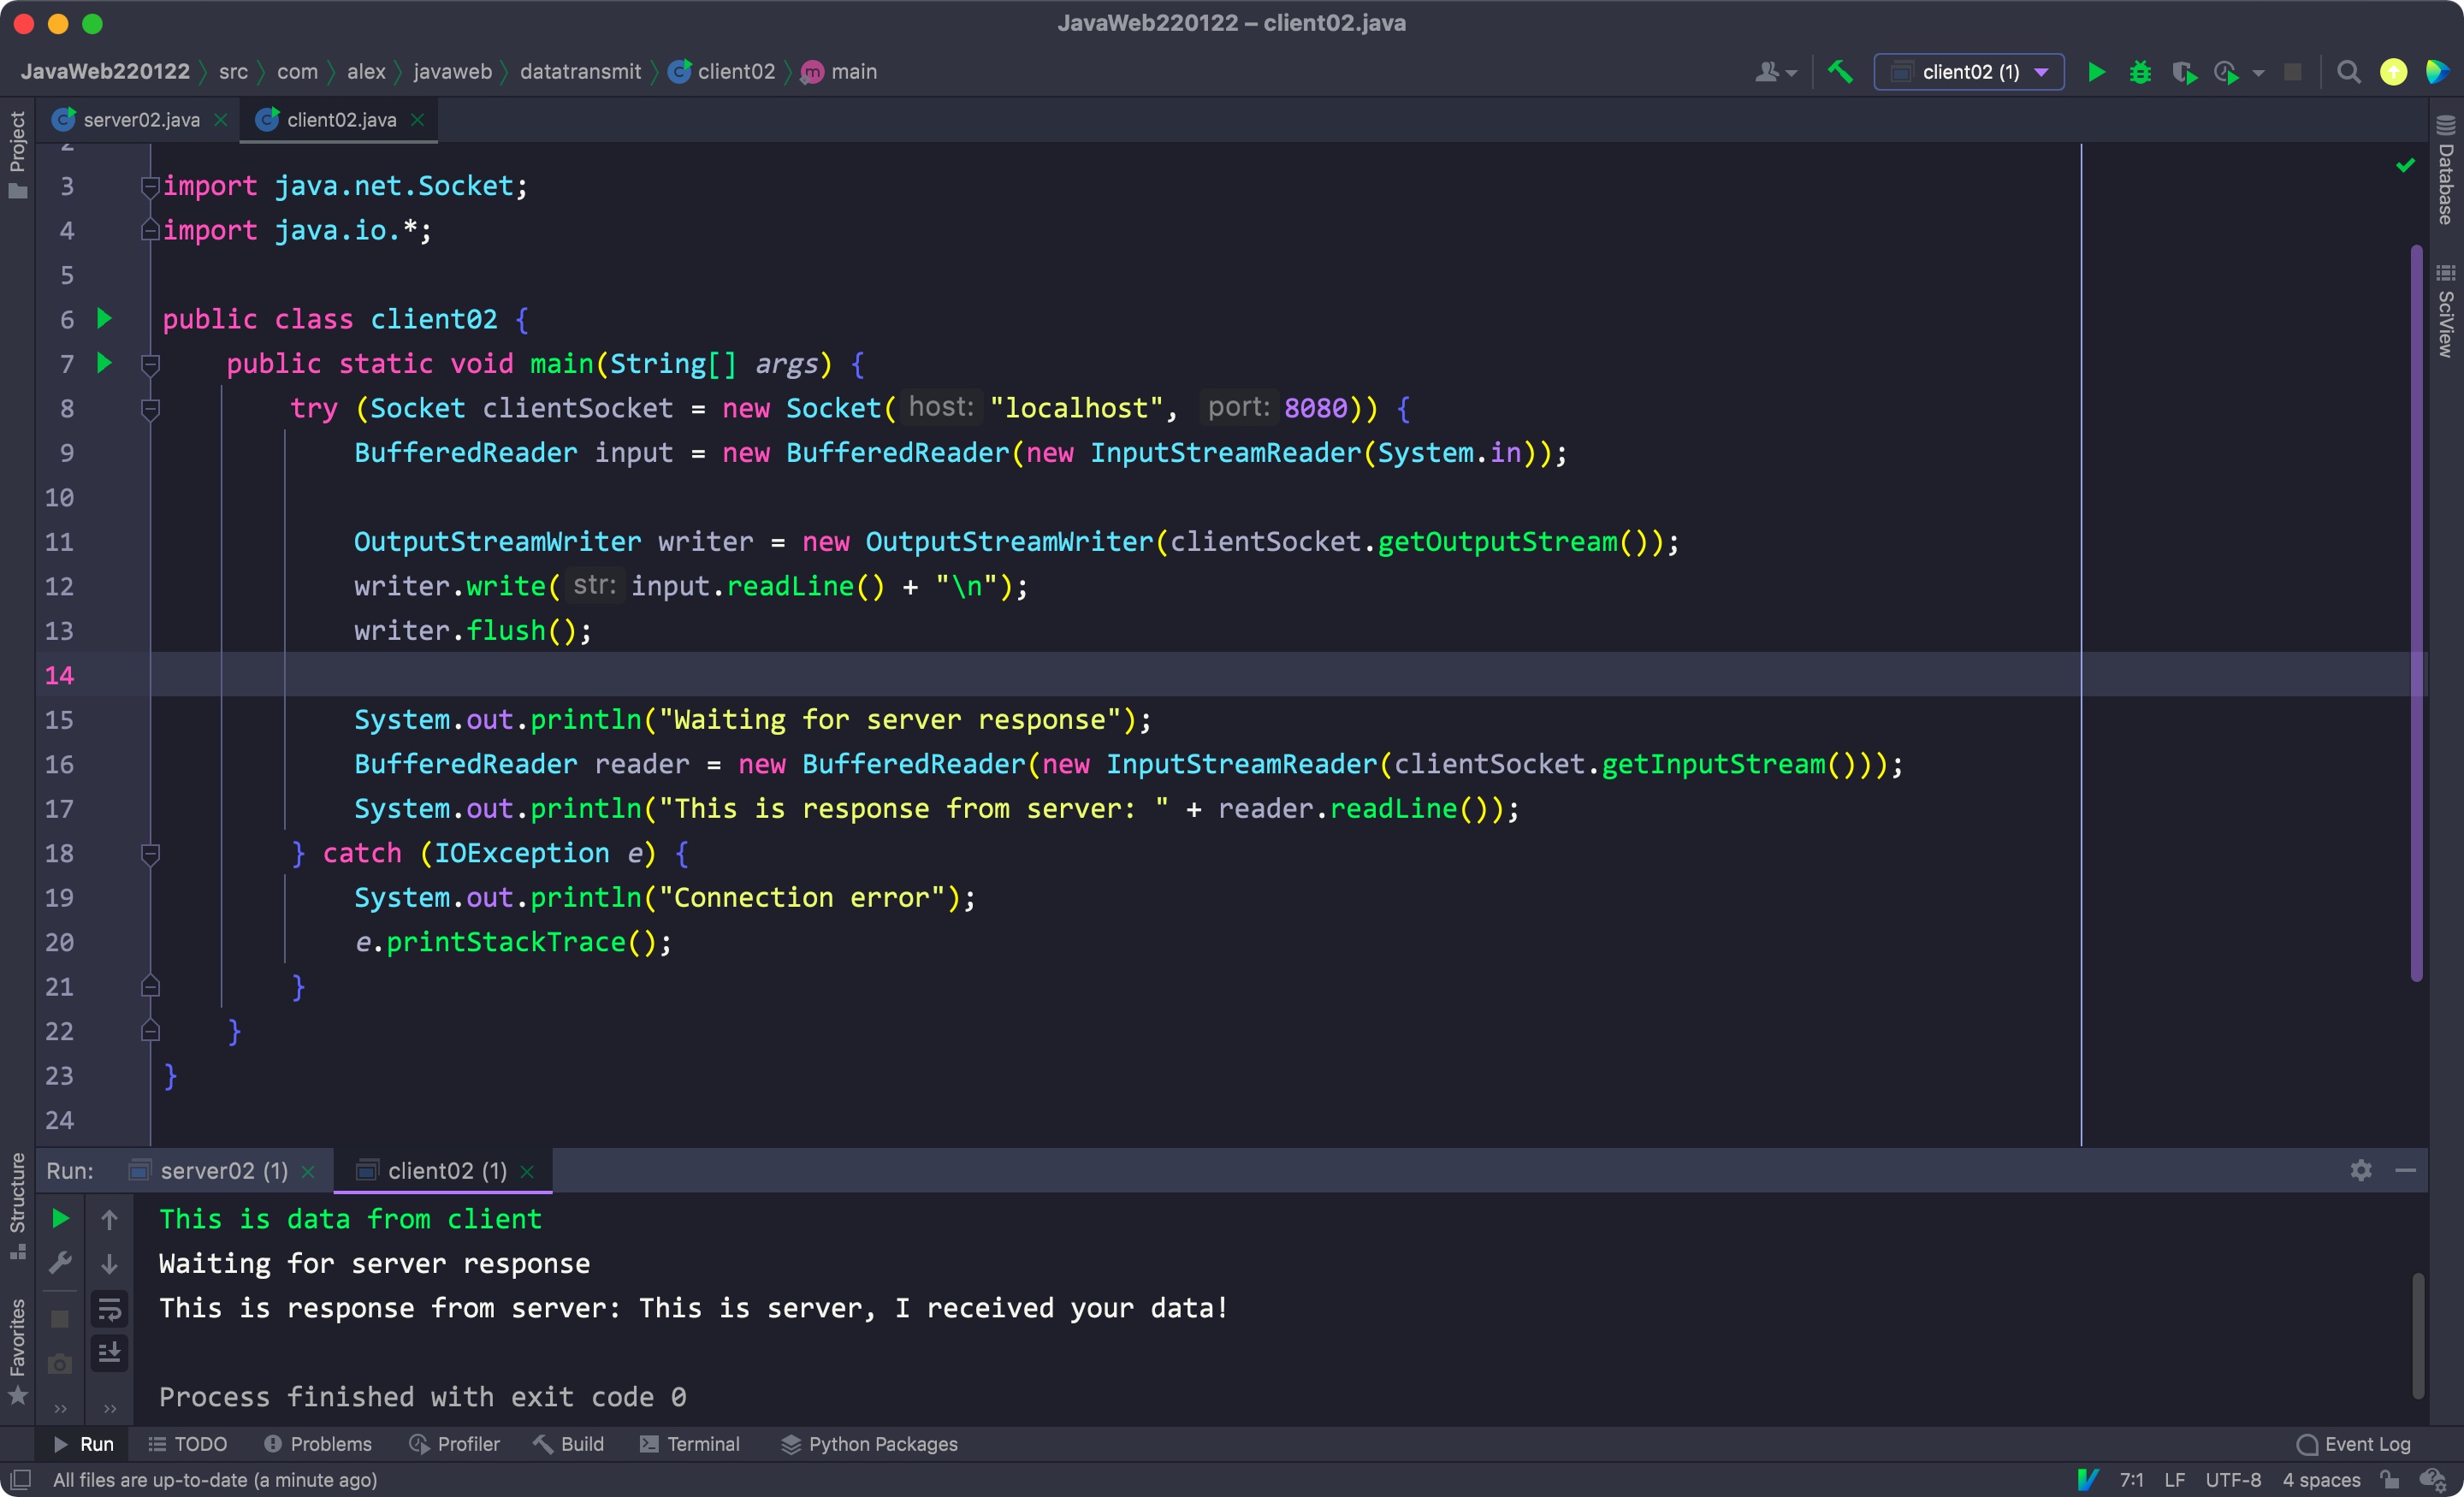 JavaWeb220122 – client02.java
JavaWeb220122 src com alex javaweb datatransmit client02 main client02 (1)
Project
server02.java client02.java
Database
SciView
2
3 import java.net.Socket;
4 import java.io.*;
5
6 public class client02 {
7 public static void main(String[] args) {
8 try (Socket clientSocket = new Socket( host: "localhost", port: 8080)) {
9 BufferedReader input = new BufferedReader(new InputStreamReader(System.in));
10
11 OutputStreamWriter writer = new OutputStreamWriter(clientSocket.getOutputStream());
12 writer.write( str: input.readLine() + "\n");
13 writer.flush();
14
15 System.out.println("Waiting for server response");
16 BufferedReader reader = new BufferedReader(new InputStreamReader(clientSocket.getInputStream()));
17 System.out.println("This is response from server: " + reader.readLine());
18 } catch (IOException e) {
19 System.out.println("Connection error");
20 e.printStackTrace();
21 }
22 }
23 }
24
Structure
Favorites
Run: server02 (1) client02 (1)
This is data from client
Waiting for server response
This is response from server: This is server, I received your data!
Process finished with exit code 0
Run TODO Problems Profiler Build Terminal Python Packages Event Log
All files are up-to-date (a minute ago) 7:1 LF UTF-8 4 spaces